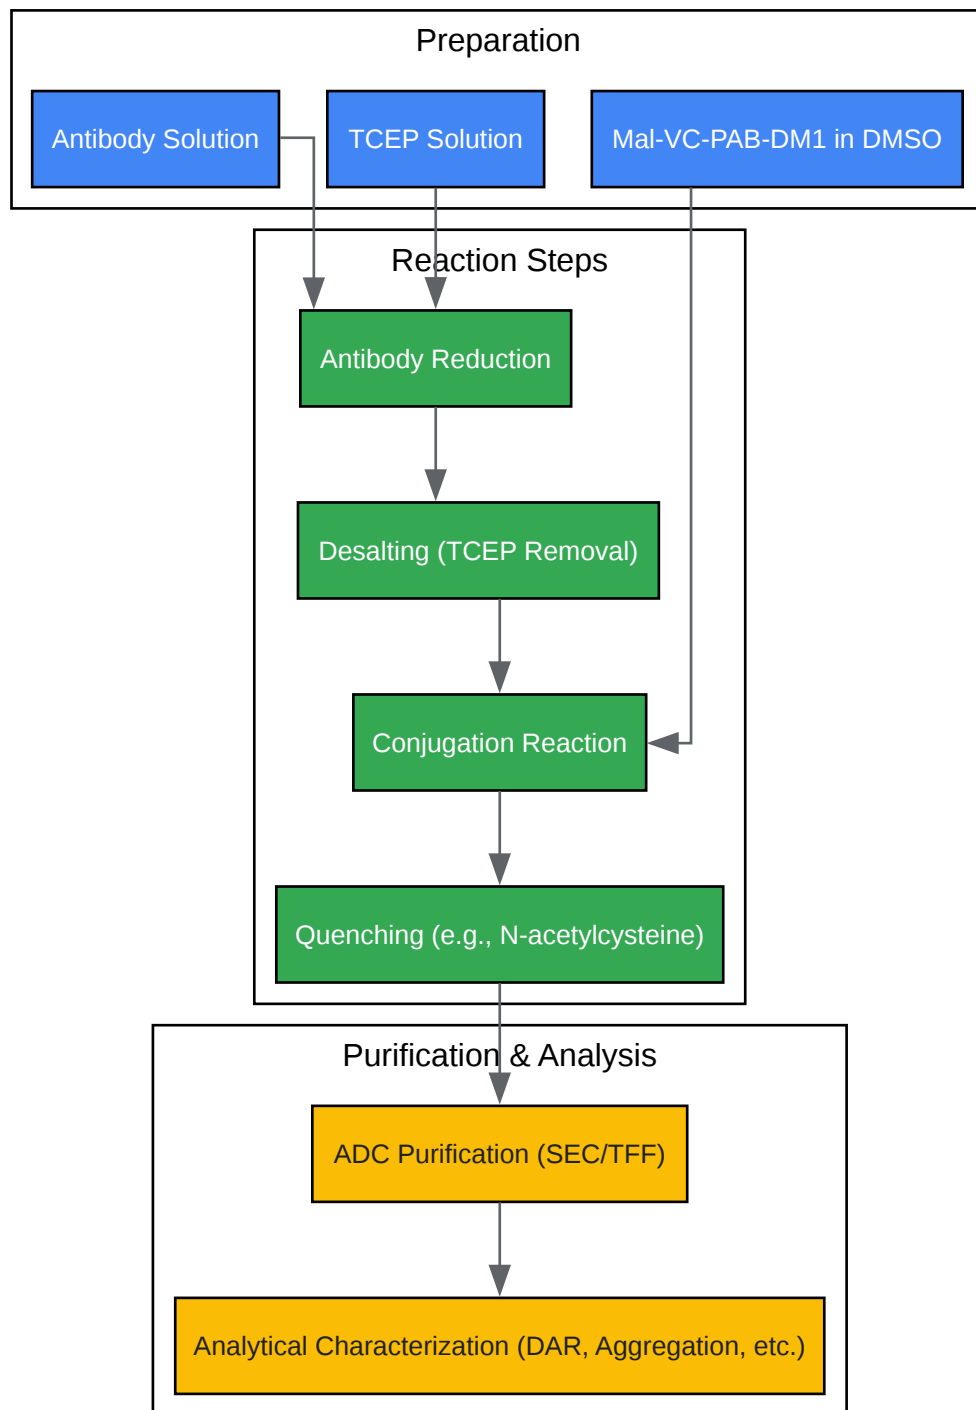 Preparation
Antibody Solution
TCEP Solution
Mal-VC-PAB-DM1 in DMSO
Reaction Steps
Antibody Reduction
Desalting (TCEP Removal)
Conjugation Reaction
Quenching (e.g., N-acetylcysteine)
Purification & Analysis
ADC Purification (SEC/TFF)
Analytical Characterization (DAR, Aggregation, etc.)